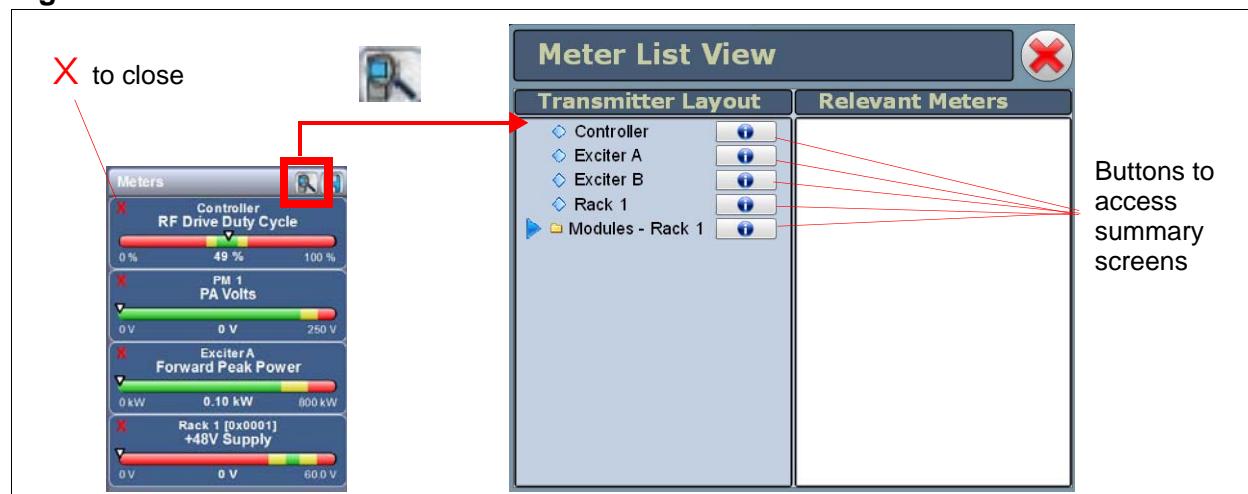 X to close
Meters
X Controller
RF Drive Duty Cycle
0 % 49 % 100 %
X PM 1
PA Volts
0 V 0 V 250 V
X Exciter A
Forward Peak Power
0 kW 0.10 kW 800 kW
X Rack 1 [0x0001]
+48V Supply
0 V 0 V 60.0 V
Meter List View
Transmitter Layout Relevant Meters
Controller
Exciter A
Exciter B
Rack 1
Modules - Rack 1
Buttons to
access
summary
screens